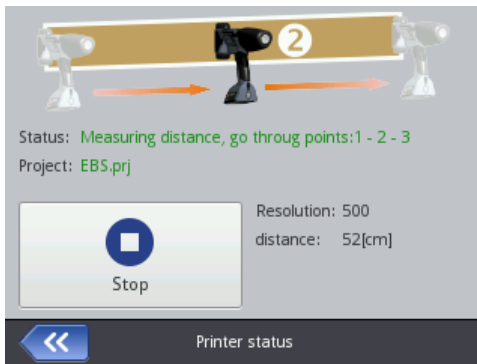 2
Status: Measuring distance, go throug points:1 - 2 - 3
Project: EBS.prj
Resolution: 500
distance: 52[cm]
Stop
Printer status